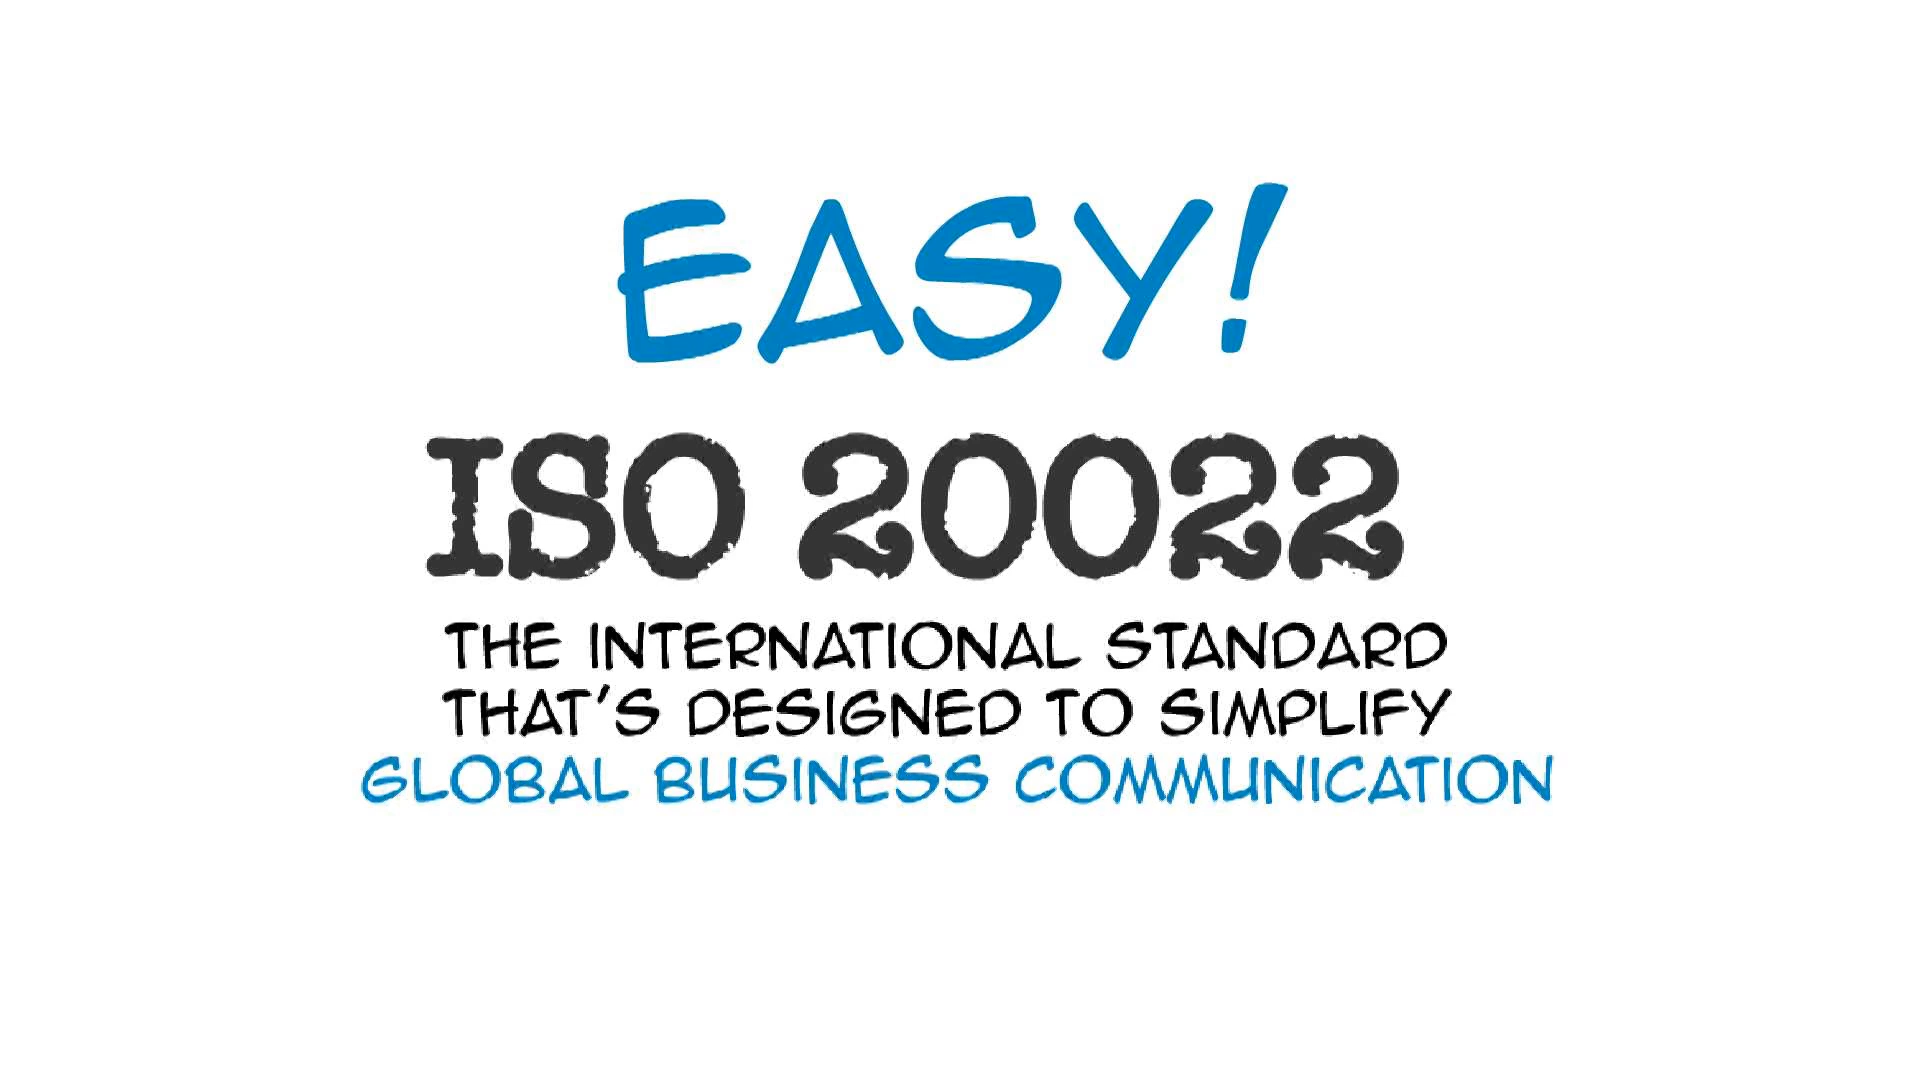 EASY!
ISO 20022
THE INTERNATIONAL STANDARD
THAT'S DESIGNED TO SIMPLIFY
GLOBAL BUSINESS COMMUNICATION